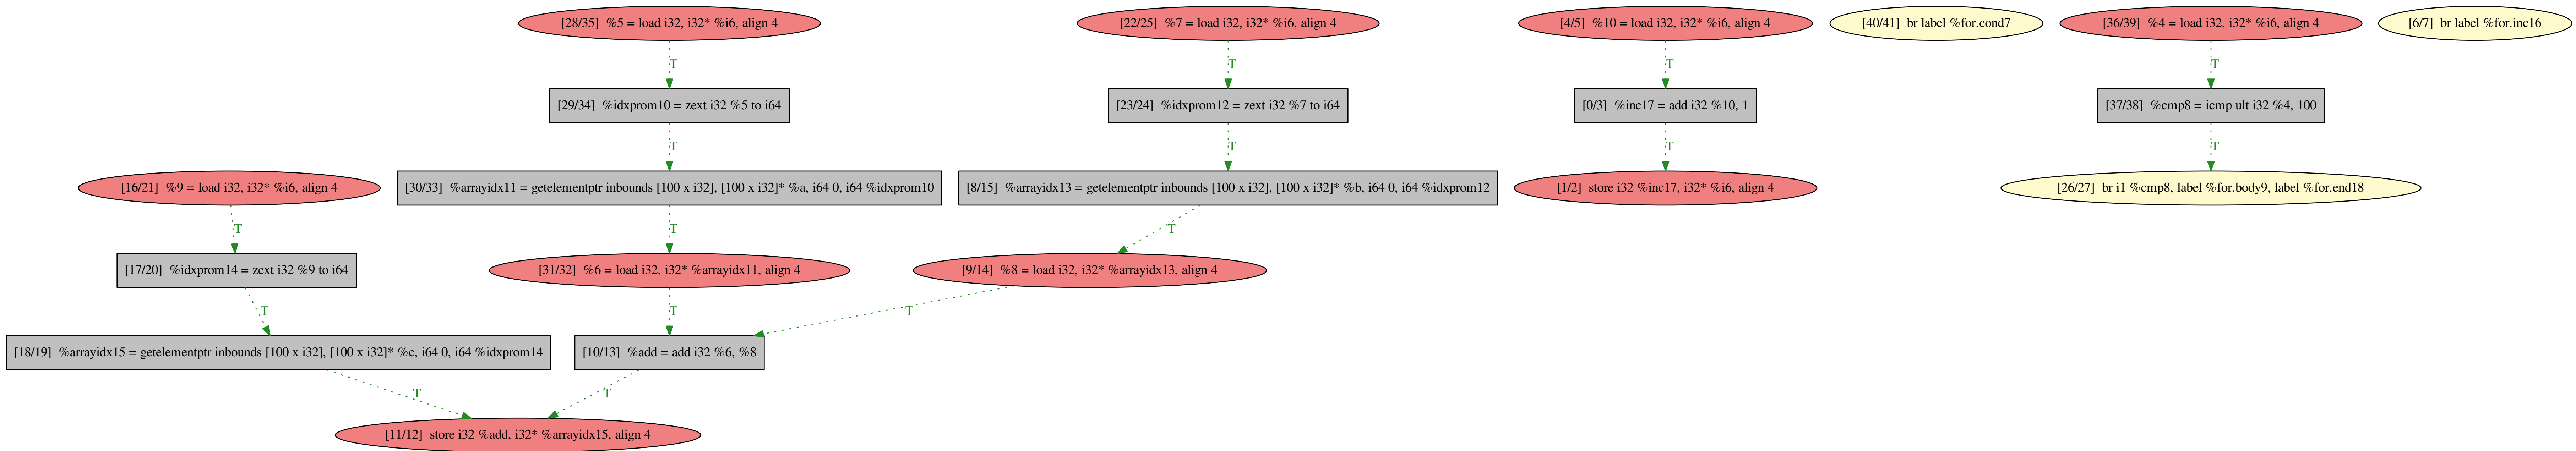 [28/35] %5 = load i32, i32* %i6, align 4
[22/25] %7 = load i32, i32* %i6, align 4
[4/5] %10 = load i32, i32* %i6, align 4
[40/41] br label %for.cond7
[36/39] %4 = load i32, i32* %i6, align 4
[6/7] br label %for.inc16
T
T
T
T
[29/34] %idxprom10 = zext i32 %5 to i64
[23/24] %idxprom12 = zext i32 %7 to i64
[0/3] %inc17 = add i32 %10, 1
[37/38] %cmp8 = icmp ult i32 %4, 100
T
T
T
T
[16/21] %9 = load i32, i32* %i6, align 4
[30/33] %arrayidx11 = getelementptr inbounds [100 x i32], [100 x i32]* %a, i64 0, i64 %idxprom10
[8/15] %arrayidx13 = getelementptr inbounds [100 x i32], [100 x i32]* %b, i64 0, i64 %idxprom12
[1/2] store i32 %inc17, i32* %i6, align 4
[26/27] br i1 %cmp8, label %for.body9, label %for.end18
T
T
T
[17/20] %idxprom14 = zext i32 %9 to i64
[31/32] %6 = load i32, i32* %arrayidx11, align 4
[9/14] %8 = load i32, i32* %arrayidx13, align 4
T
T
T
[18/19] %arrayidx15 = getelementptr inbounds [100 x i32], [100 x i32]* %c, i64 0, i64 %idxprom14
[10/13] %add = add i32 %6, %8
T
T
[11/12] store i32 %add, i32* %arrayidx15, align 4